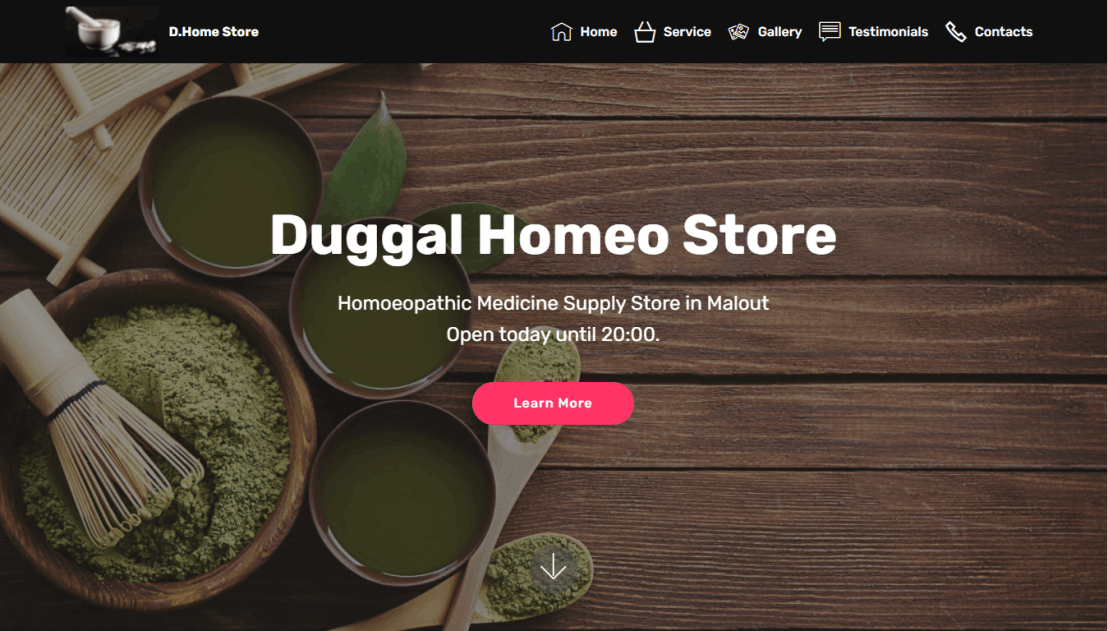 D.Home Store
Home
Service
Gallery
Testimonials
Contacts
Duggal Homeo Store
Homoeopathic Medicine Supply Store in Malout
Open today until 20:00.
Learn More